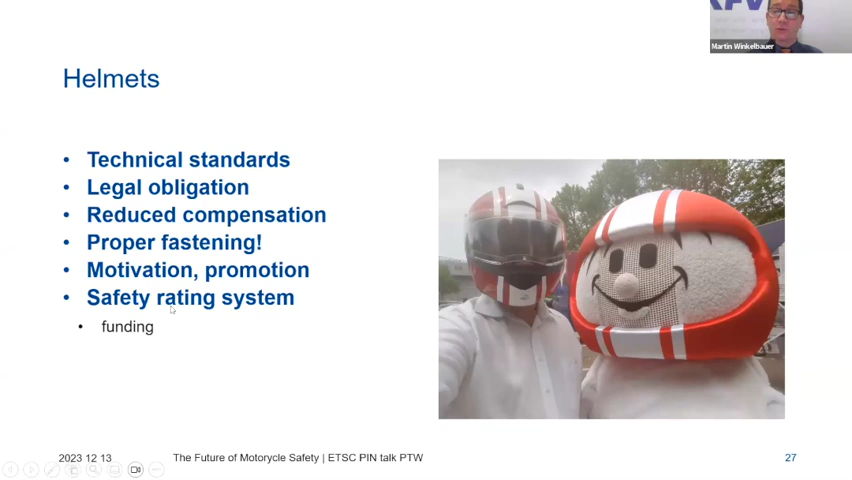 KFV
Martin Winkelbauer
Helmets
• Technical standards
• Legal obligation
• Reduced compensation
• Proper fastening!
• Motivation, promotion
• Safety rating system
• funding
2023 12 13
The Future of Motorcycle Safety | ETSC PIN talk PTW
27